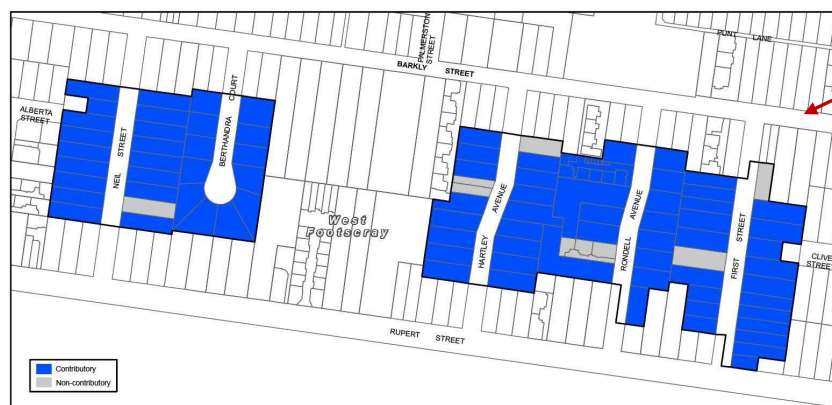 PUNT LANE
PALMERSTON
STREET
BARKLY STREET
ALBERTA
STREET
NEIL STREET
BERTHANDRA COURT
West
Footscray
HARTLEY AVENUE
RONDELL AVENUE
FIRST STREET
CLIVE
STREET
RUPERT STREET
Contributory
Non-contributory